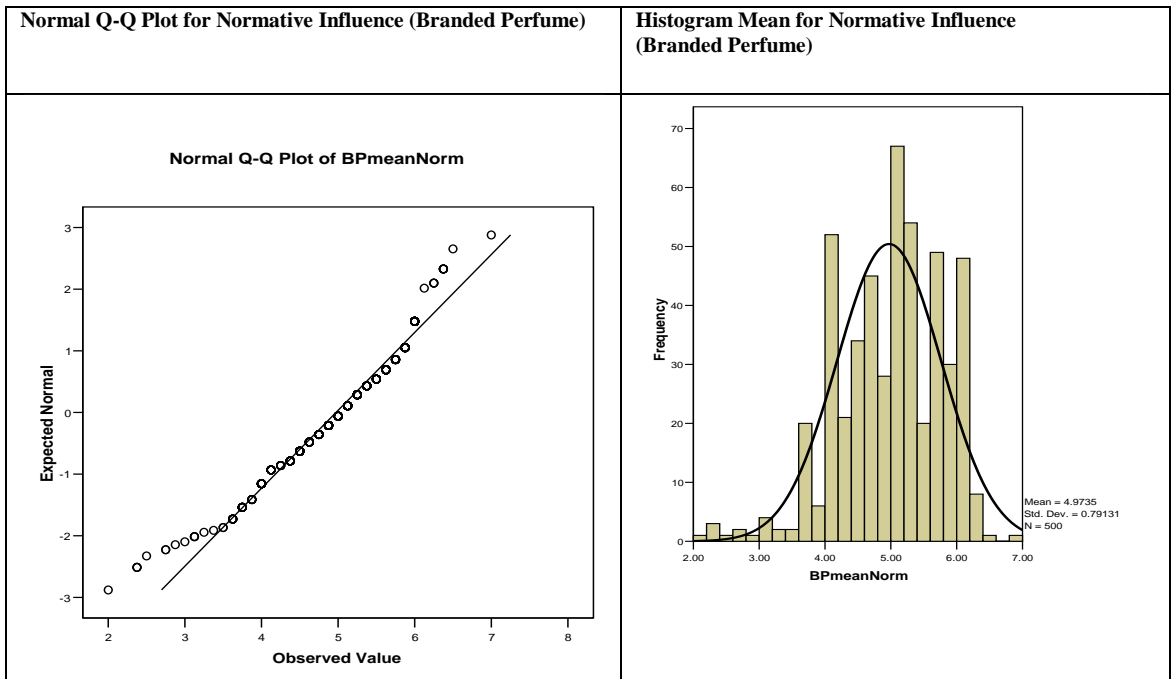 Normal Q-Q Plot for Normative Influence (Branded Perfume)
Histogram Mean for Normative Influence
(Branded Perfume)
Normal Q-Q Plot of BPmeanNorm
Expected Normal
3
2
1
0
-1
-2
-3
2 3 4 5 6 7 8
Observed Value
Frequency
70
60
50
40
30
20
10
0
2.00 3.00 4.00 5.00 6.00 7.00
BPmeanNorm
Mean = 4.9735
Std. Dev. = 0.79131
N = 500